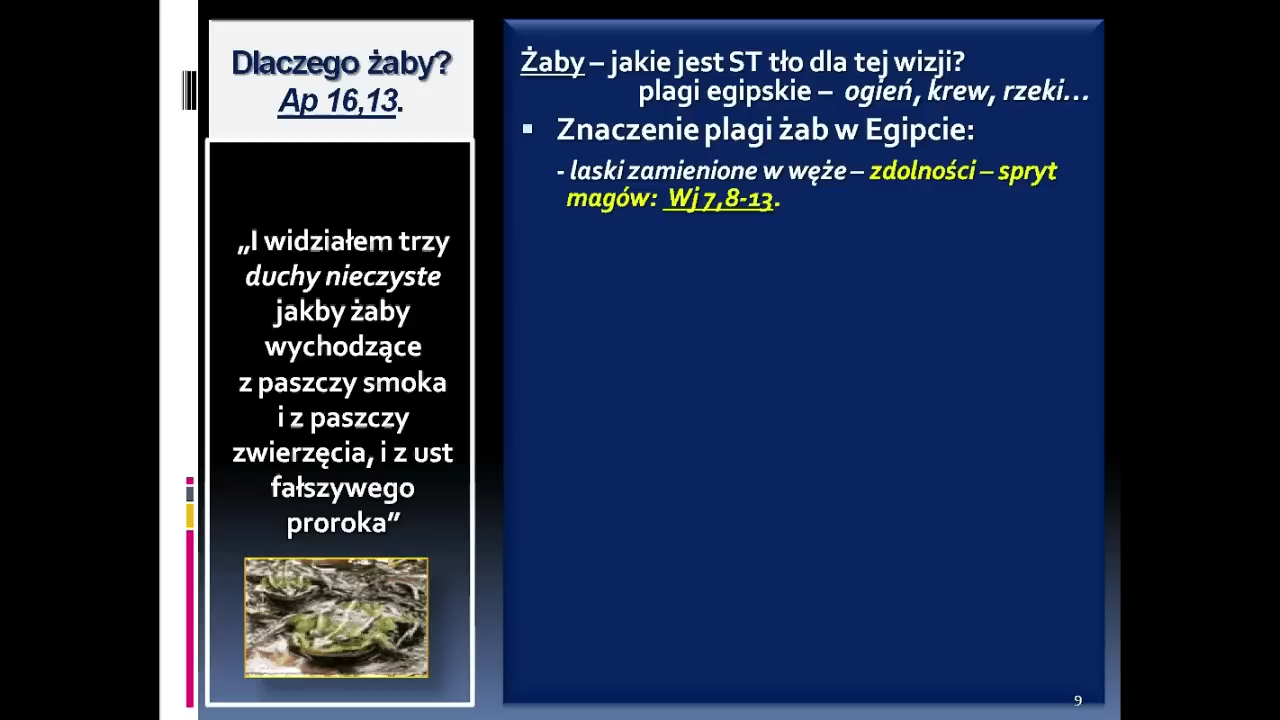 Dlaczego żaby?
Ap 16,13.
„I widziałem trzy
duchy nieczyste
jakby żaby
wychodzące
z paszczy smoka
i z paszczy
zwierzęcia, i z ust
fałszywego
proroka”
Żaby – jakie jest ST tło dla tej wizji?
plagi egipskie – ogień, krew, rzeki...
▪ Znaczenie plagi żab w Egipcie:
- laski zamienione w węże – zdolności – spryt
magów: Wj 7,8-13.
9